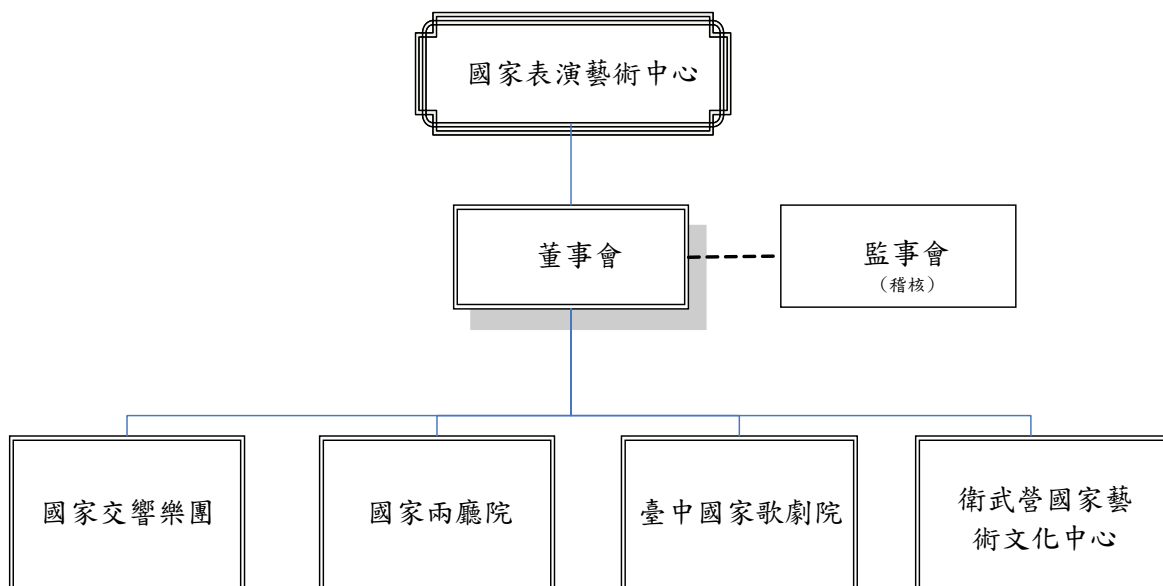 國家表演藝術中心
董事會
監事會
（稽核）
國家交響樂團
國家兩廳院
臺中國家歌劇院
衛武營國家藝
術文化中心